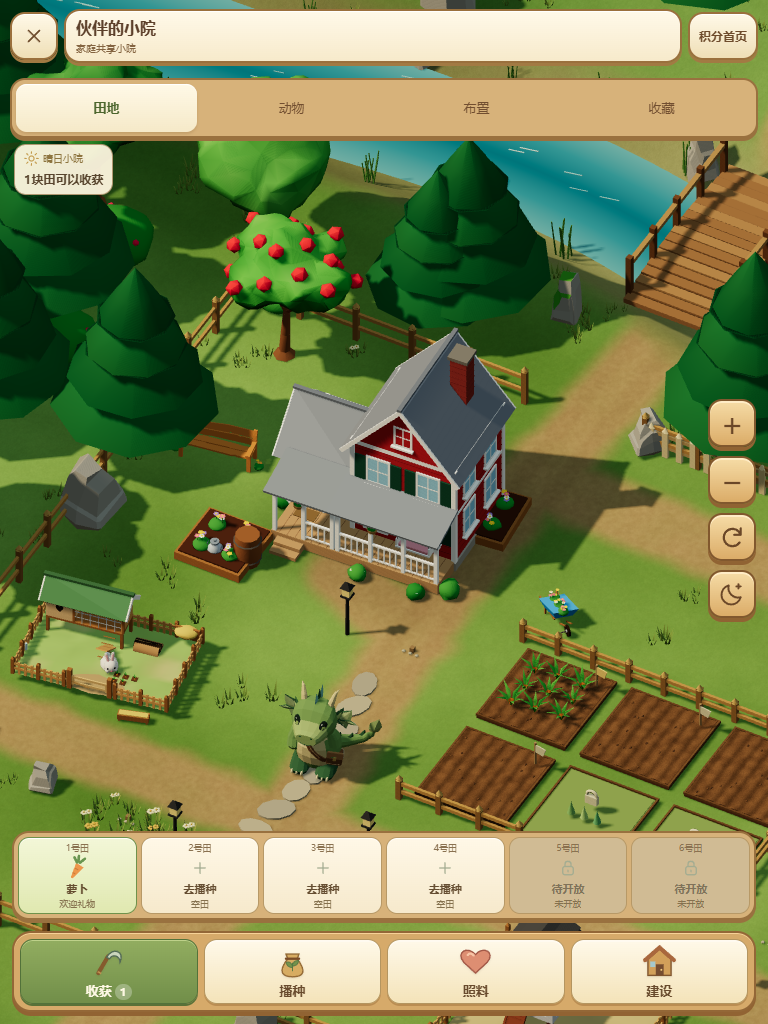 伙伴的小院
家庭共享小院
积分首页
田地
动物
布置
收藏
晴日小院
1块田可以收获
1号田
萝卜
欢迎礼物
2号田
去播种
空田
3号田
去播种
空田
4号田
去播种
空田
5号田
待开放
未开放
6号田
待开放
未开放
收获 1
播种
照料
建设